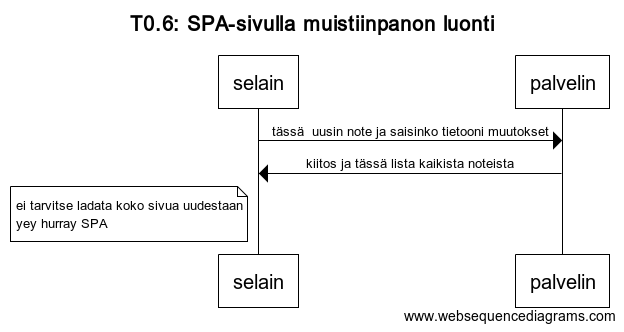 T0.6: SPA-sivulla muistiinpanon luonti
selain
palvelin
tässä  uusin note ja saisinko tietooni muutokset
kiitos ja tässä lista kaikista noteista
ei tarvitse ladata koko sivua uudestaan
yey hurray SPA
selain
palvelin
www.websequencediagrams.com